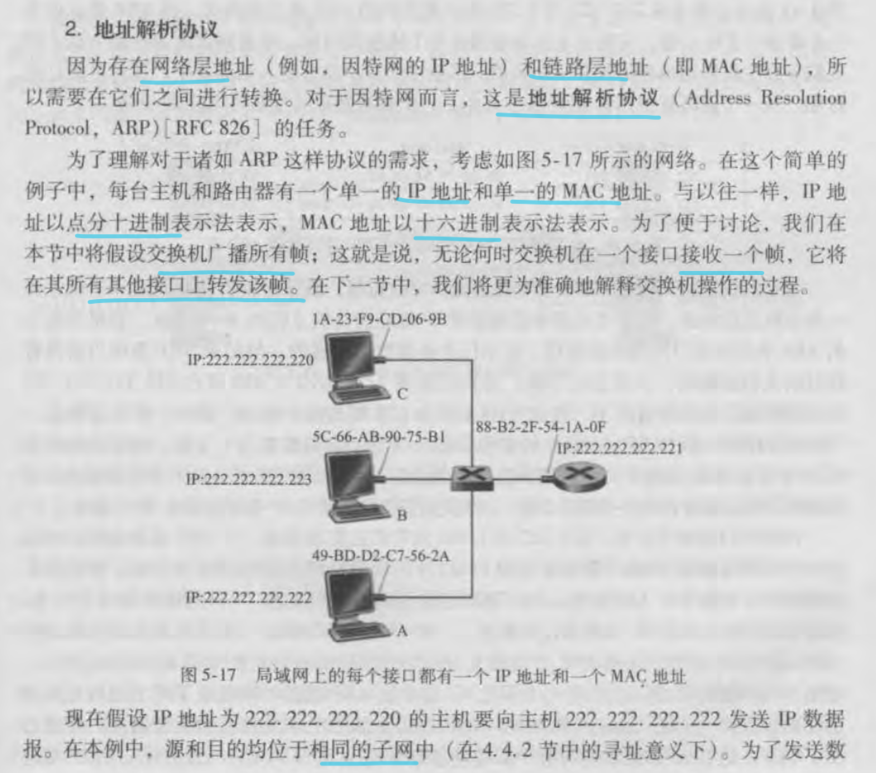 2. 地址解析协议
因为存在网络层地址（例如，因特网的 IP 地址）和链路层地址（即 MAC 地址），所
以需要在它们之间进行转换。对于因特网而言，这是地址解析协议（Address Resolution
Protocol，ARP）[RFC 826] 的任务。
为了理解对于诸如 ARP 这样协议的需求，考虑如图 5-17 所示的网络。在这个简单的
例子中，每台主机和路由器有一个单一的 IP 地址和单一的 MAC 地址。与以往一样，IP 地
址以点分十进制表示法表示，MAC 地址以十六进制表示法表示。为了便于讨论，我们在
本节中将假设交换机广播所有帧；这就是说，无论何时交换机在一个接口接收一个帧，它将
在其所有其他接口上转发该帧。在下一节中，我们将更为准确地解释交换机操作的过程。
1A-23-F9-CD-06-9B
IP:222.222.222.220
C
88-B2-2F-54-1A-0F
5C-66-AB-90-75-B1
IP:222.222.222.221
IP:222.222.222.223
B
49-BD-D2-C7-56-2A
IP:222.222.222.222
A
图 5-17 局域网上的每个接口都有一个 IP 地址和一个 MAC 地址
现在假设 IP 地址为 222. 222. 222. 220 的主机要向主机 222. 222. 222. 222 发送 IP 数据
报。在本例中，源和目的均位于相同的子网中（在 4.4.2 节中的寻址意义下）。为了发送数